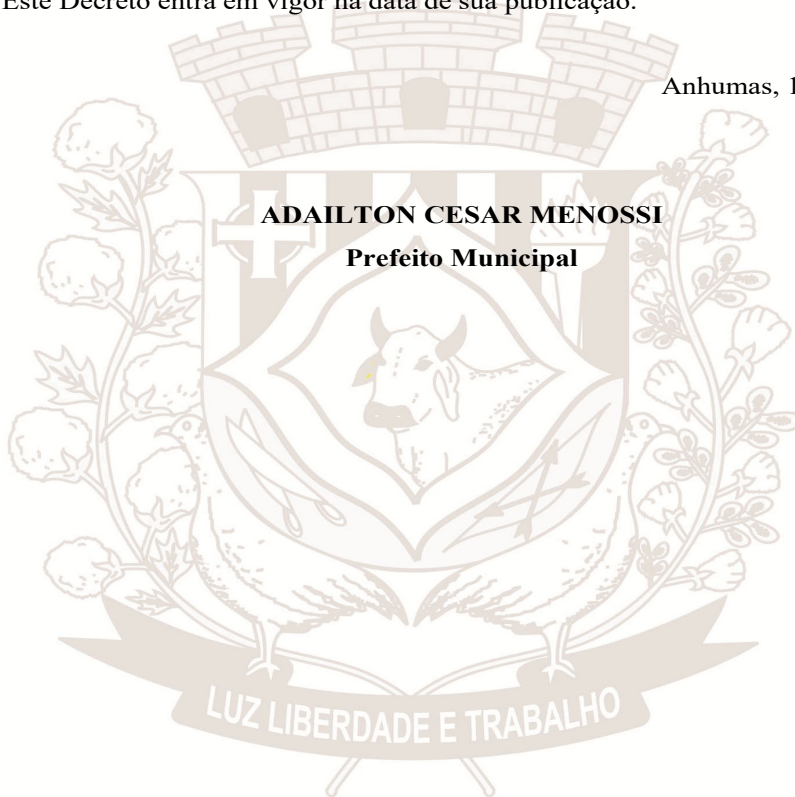 Este Decreto entra em vigor na data de sua publicação.
Anhumas, 1
ADAILTON CESAR MENOSSI
Prefeito Municipal
LUZ LIBERDADE E TRABALHO